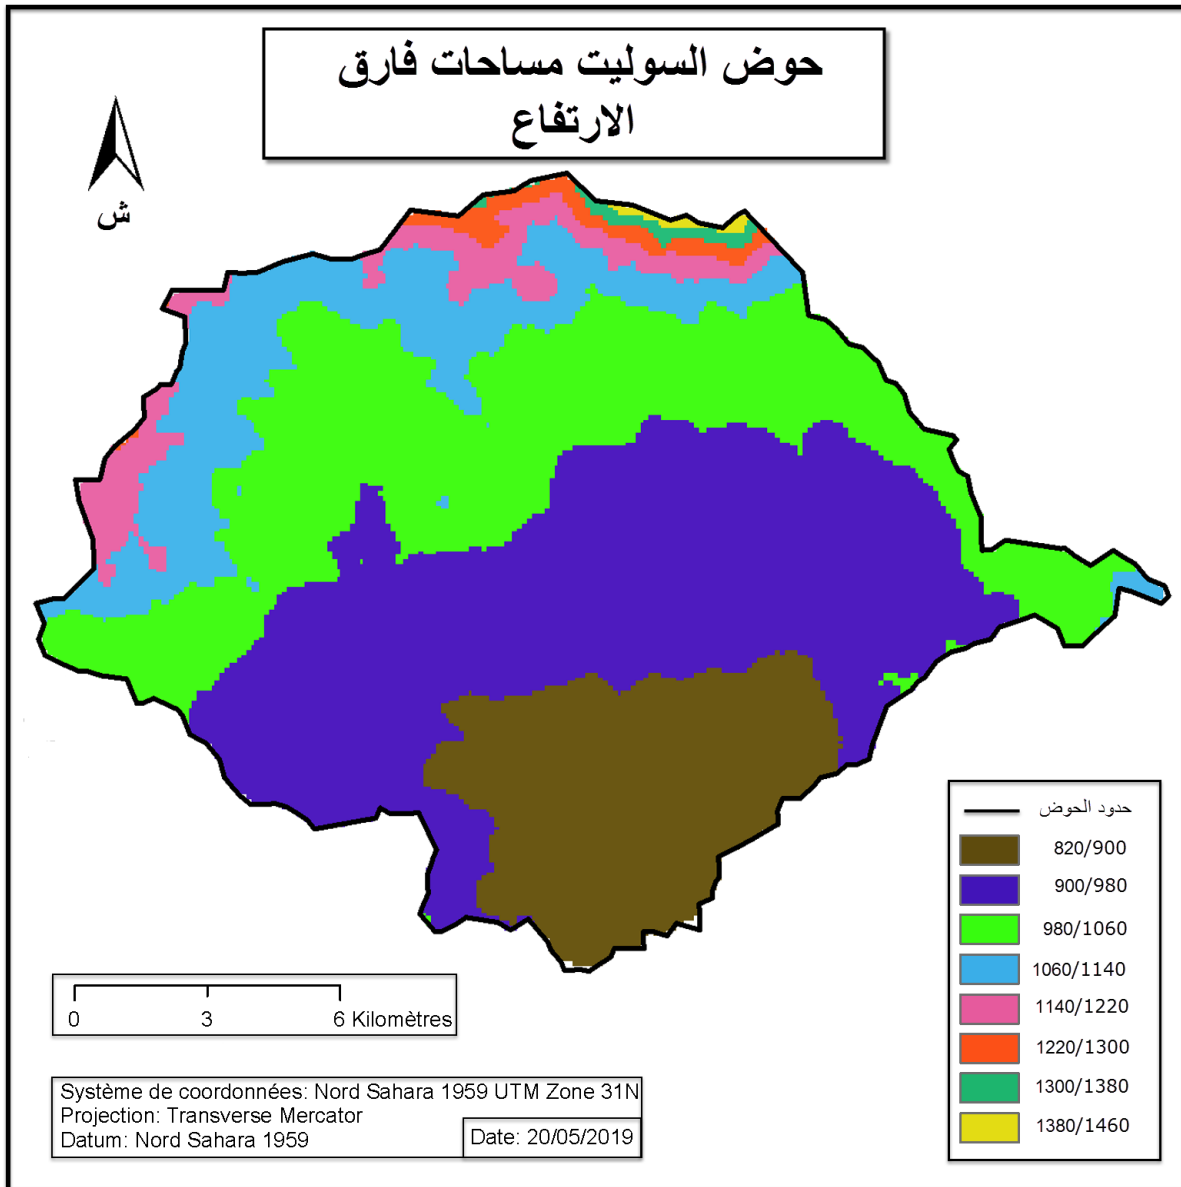 حوض السوليت مساحات فارق
الارتفاع
ش
حدود الحوض
820/900
900/980
980/1060
1060/1140
1140/1220
1220/1300
1300/1380
1380/1460
0 3 6 Kilomètres
Système de coordonnées: Nord Sahara 1959 UTM Zone 31N
Projection: Transverse Mercator
Datum: Nord Sahara 1959
Date: 20/05/2019